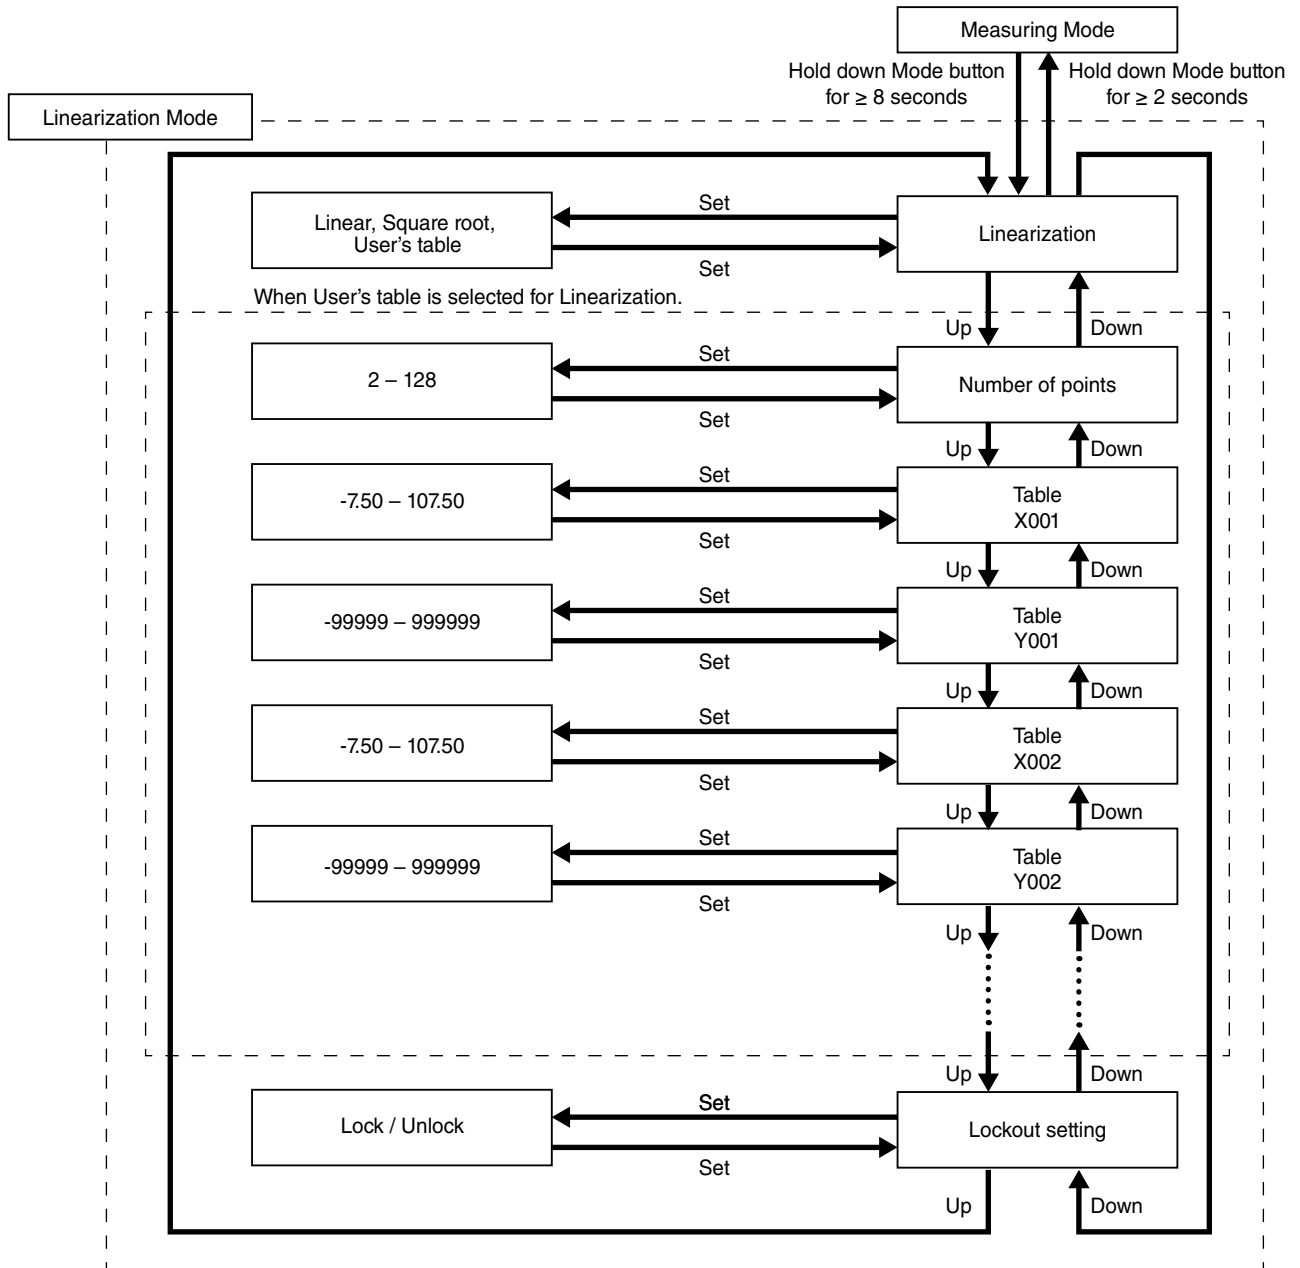 Measuring Mode
Hold down Mode button
for ≥ 8 seconds
Hold down Mode button
for ≥ 2 seconds
Linearization Mode
Linear, Square root,
User's table
Set
Set
Linearization
When User's table is selected for Linearization.
Up
Down
2 – 128
Set
Set
Number of points
Up
Down
-7.50 – 107.50
Set
Set
Table
X001
Up
Down
-99999 – 999999
Set
Set
Table
Y001
Up
Down
-7.50 – 107.50
Set
Set
Table
X002
Up
Down
-99999 – 999999
Set
Set
Table
Y002
Up
Down
Up
Down
Lock / Unlock
Set
Set
Lockout setting
Up
Down